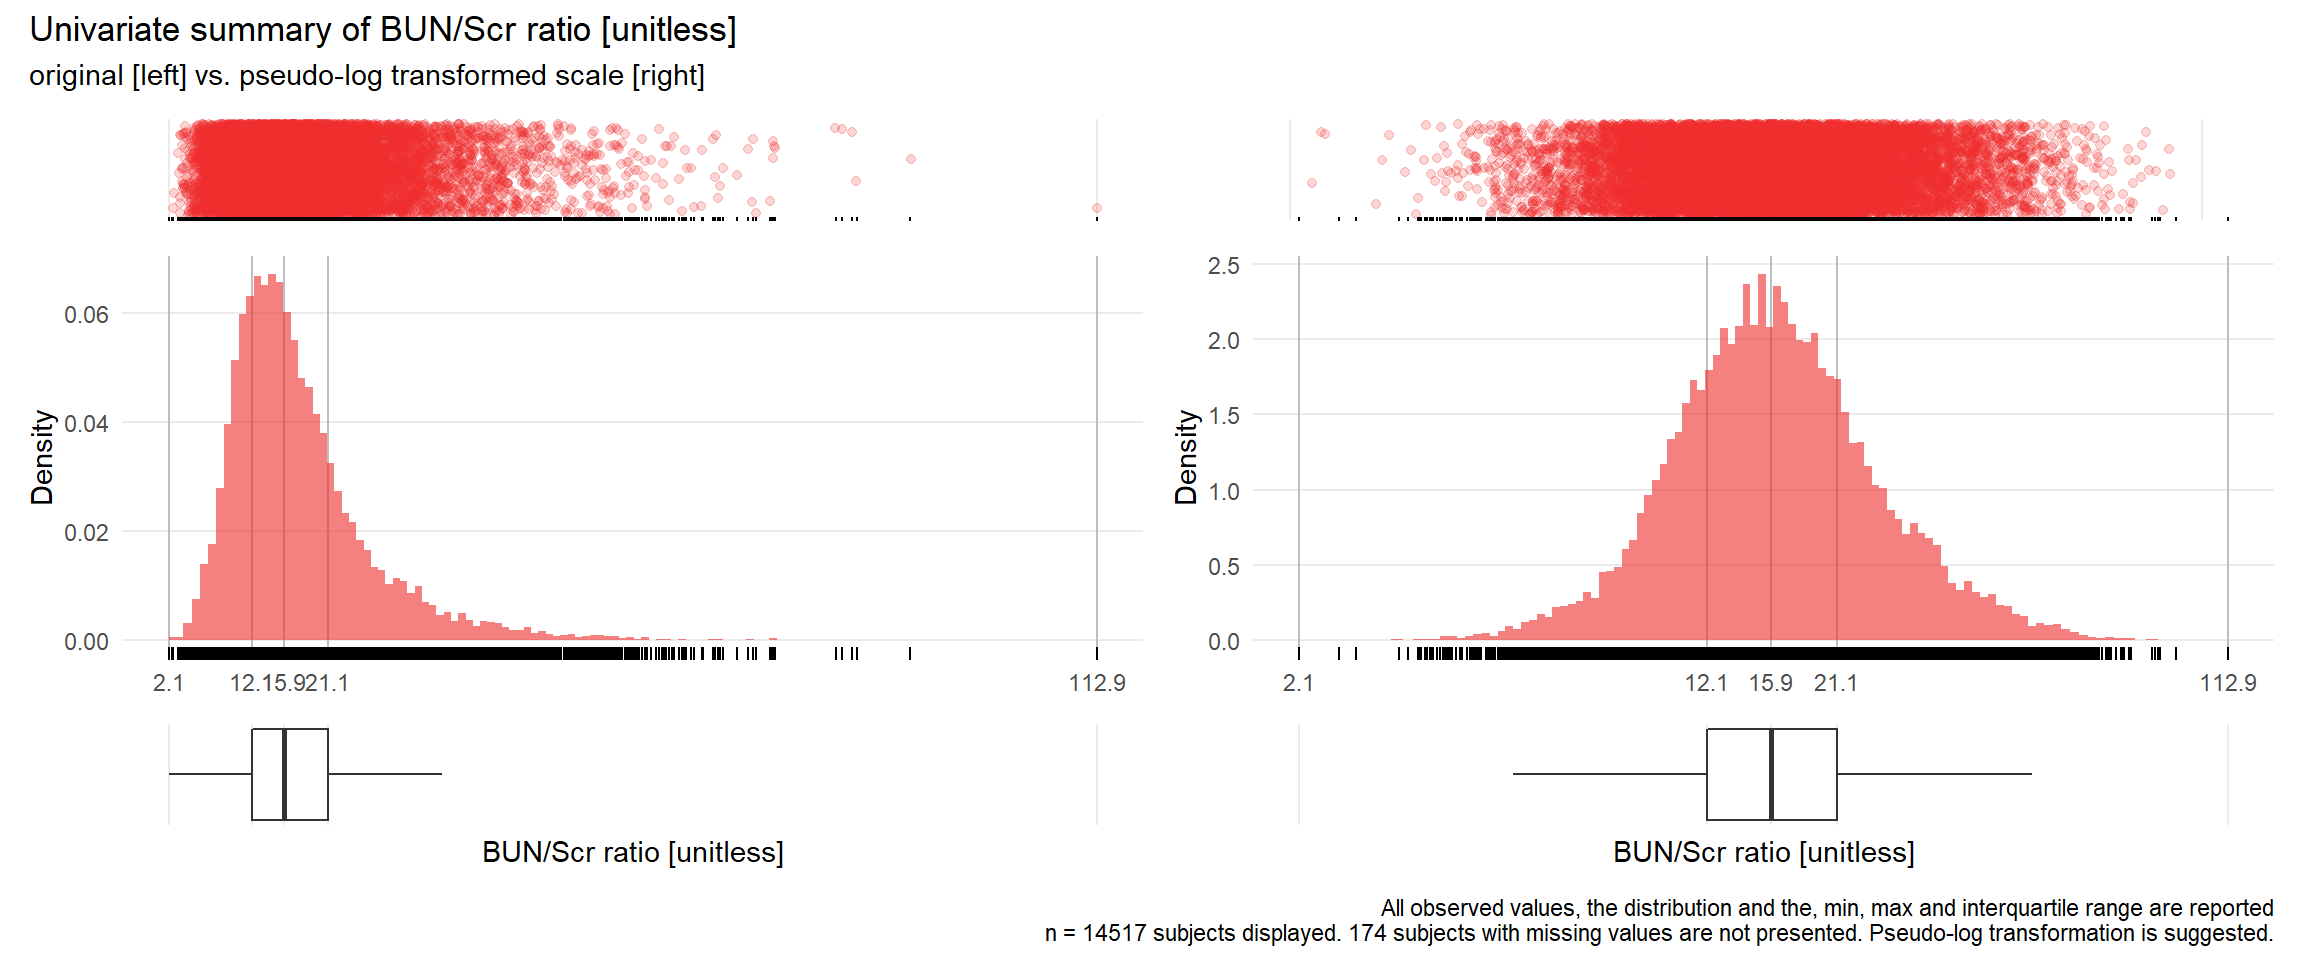 Univariate summary of BUN/Scr ratio [unitless]
original [left] vs. pseudo-log transformed scale [right]
0.06
0.04
0.02
0.00
Density
2.1 12.1 15.9 21.1 112.9
BUN/Scr ratio [unitless]
2.5
2.0
1.5
1.0
0.5
0.0
Density
2.1 12.1 15.9 21.1 112.9
BUN/Scr ratio [unitless]
All observed values, the distribution and the, min, max and interquartile range are reported
n = 14517 subjects displayed. 174 subjects with missing values are not presented. Pseudo-log transformation is suggested.